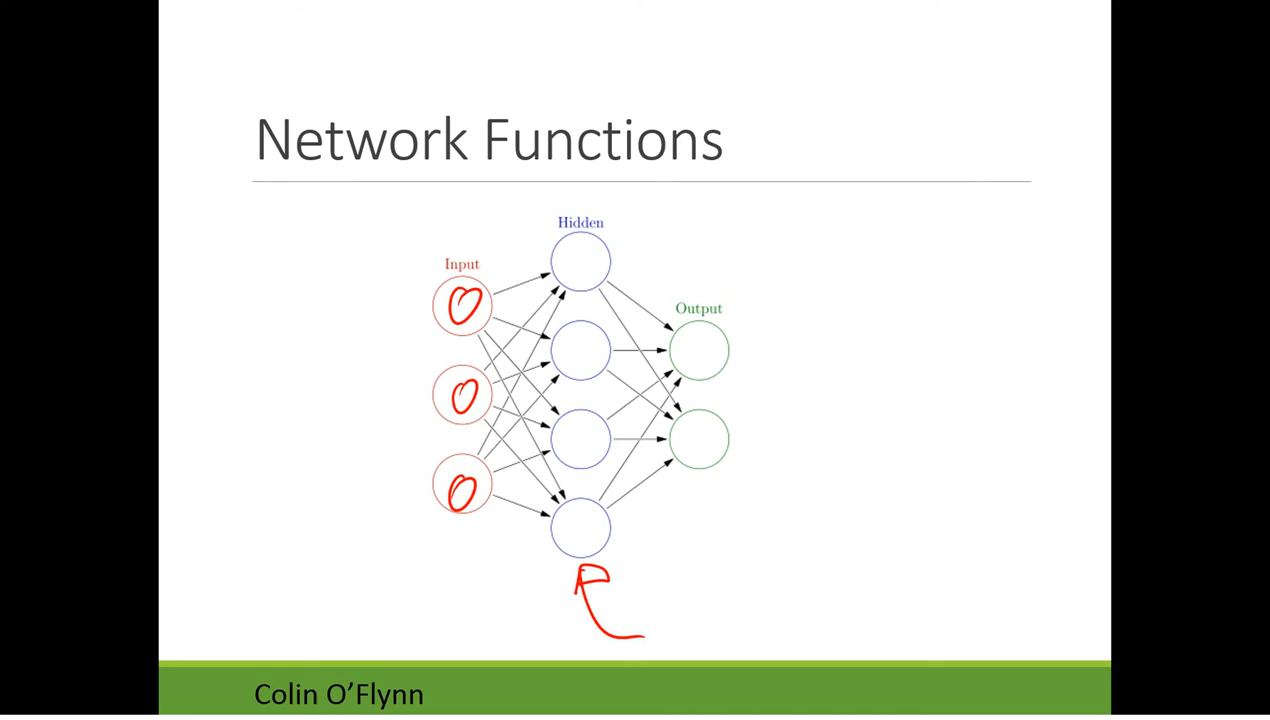 Network Functions
Hidden
Input
Output
0
0
0
Colin O’Flynn